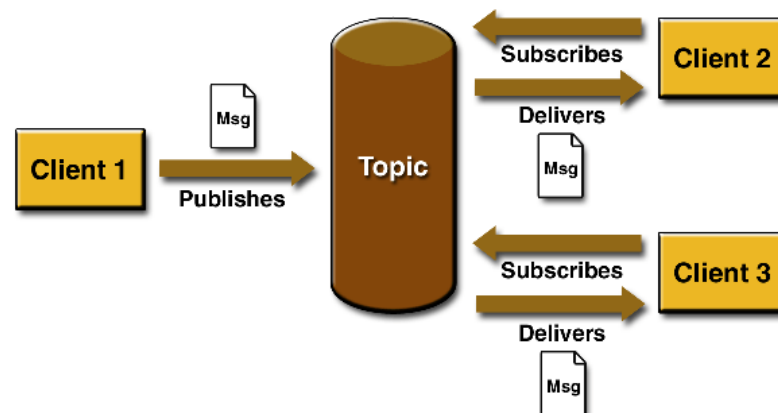 Client 1
Msg
Publishes
Topic
Subscribes
Delivers
Msg
Client 2
Subscribes
Delivers
Msg
Client 3